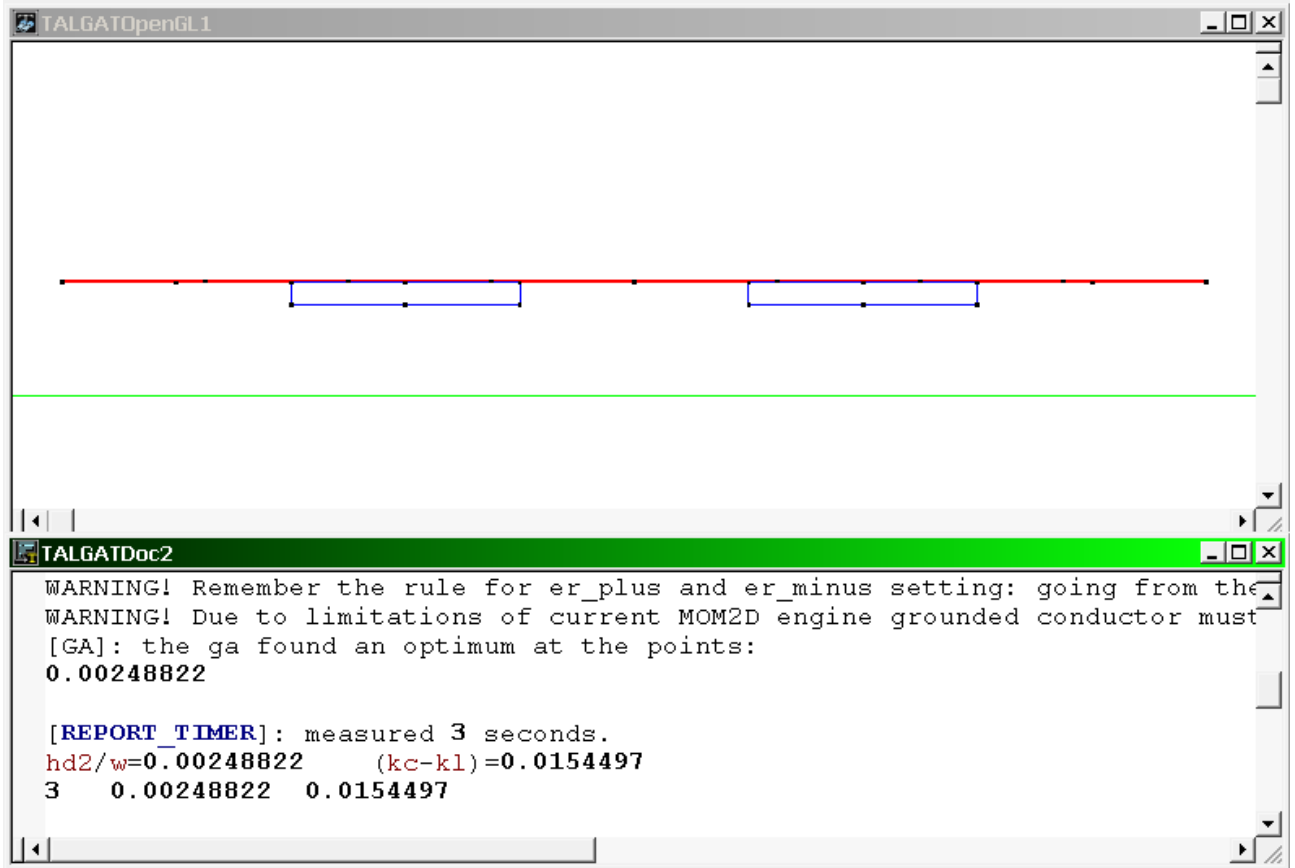 TALGATOpenGL1
TALGATDoc2
WARNING! Remember the rule for er_plus and er_minus setting: going from the
WARNING! Due to limitations of current MOM2D engine grounded conductor must
[GA]: the ga found an optimum at the points:
0.00248822
[REPORT_TIMER]: measured 3 seconds.
hd2/w=0.00248822 (kc-kl)=0.0154497
3 0.00248822 0.0154497